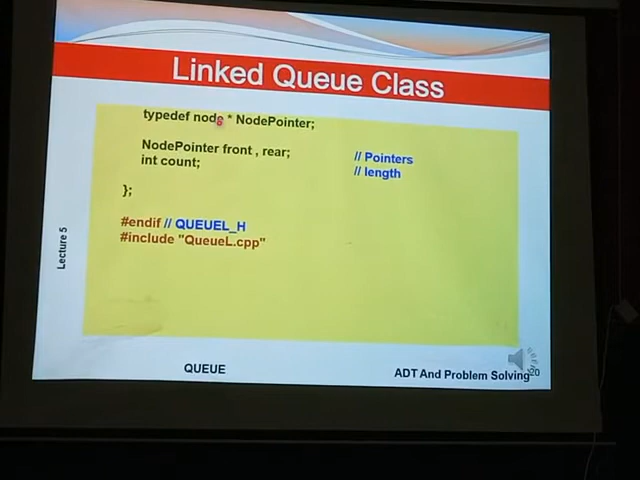 Linked Queue Class
typedef node * NodePointer;
NodePointer front , rear; // Pointers
int count; // length
};
#endif // QUEUEL_H
#include "QueueL.cpp"
Lecture 5
QUEUE
ADT And Problem Solving
20